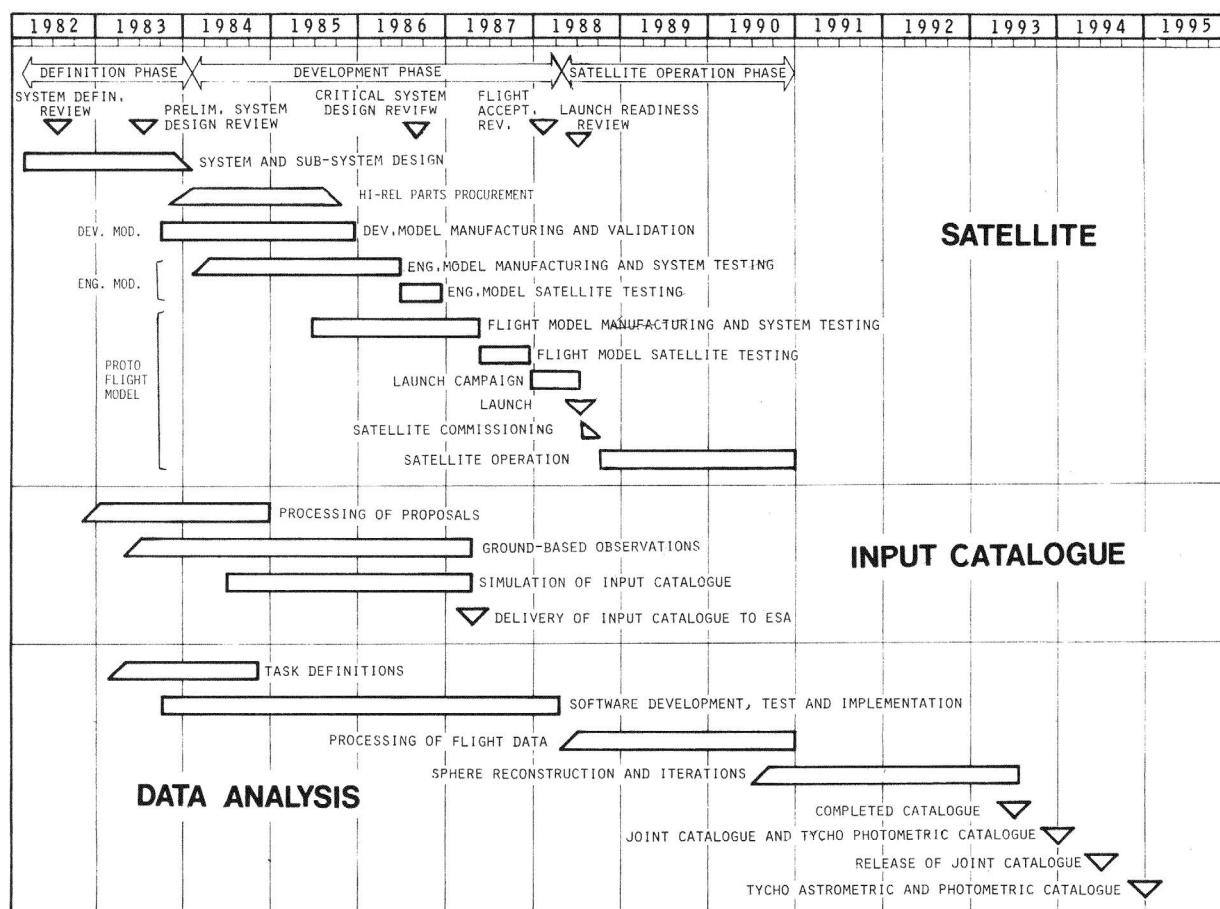 1982 1983 1984 1985 1986 1987 1988 1989 1990 1991 1992 1993 1994 1995
DEFINITION PHASE DEVELOPMENT PHASE SATELLITE OPERATION PHASE
SYSTEM DEFIN.
REVIEW
PRELIM. SYSTEM
DESIGN REVIEW
CRITICAL SYSTEM
DESIGN REVIFW
FLIGHT
ACCEPT.
REV.
LAUNCH READINESS
REVIEW
SYSTEM AND SUB-SYSTEM DESIGN
HI-REL PARTS PROCUREMENT
DEV. MOD.
DEV.MODEL MANUFACTURING AND VALIDATION
SATELLITE
ENG. MOD.
ENG.MODEL MANUFACTURING AND SYSTEM TESTING
ENG.MODEL SATELLITE TESTING
PROTO
FLIGHT
MODEL
FLIGHT MODEL MANUFACTURING AND SYSTEM TESTING
FLIGHT MODEL SATELLITE TESTING
LAUNCH CAMPAIGN
LAUNCH
SATELLITE COMMISSIONING
SATELLITE OPERATION
PROCESSING OF PROPOSALS
GROUND-BASED OBSERVATIONS
INPUT CATALOGUE
SIMULATION OF INPUT CATALOGUE
DELIVERY OF INPUT CATALOGUE TO ESA
TASK DEFINITIONS
SOFTWARE DEVELOPMENT, TEST AND IMPLEMENTATION
PROCESSING OF FLIGHT DATA
SPHERE RECONSTRUCTION AND ITERATIONS
DATA ANALYSIS
COMPLETED CATALOGUE
JOINT CATALOGUE AND TYCHO PHOTOMETRIC CATALOGUE
RELEASE OF JOINT CATALOGUE
TYCHO ASTROMETRIC AND PHOTOMETRIC CATALOGUE